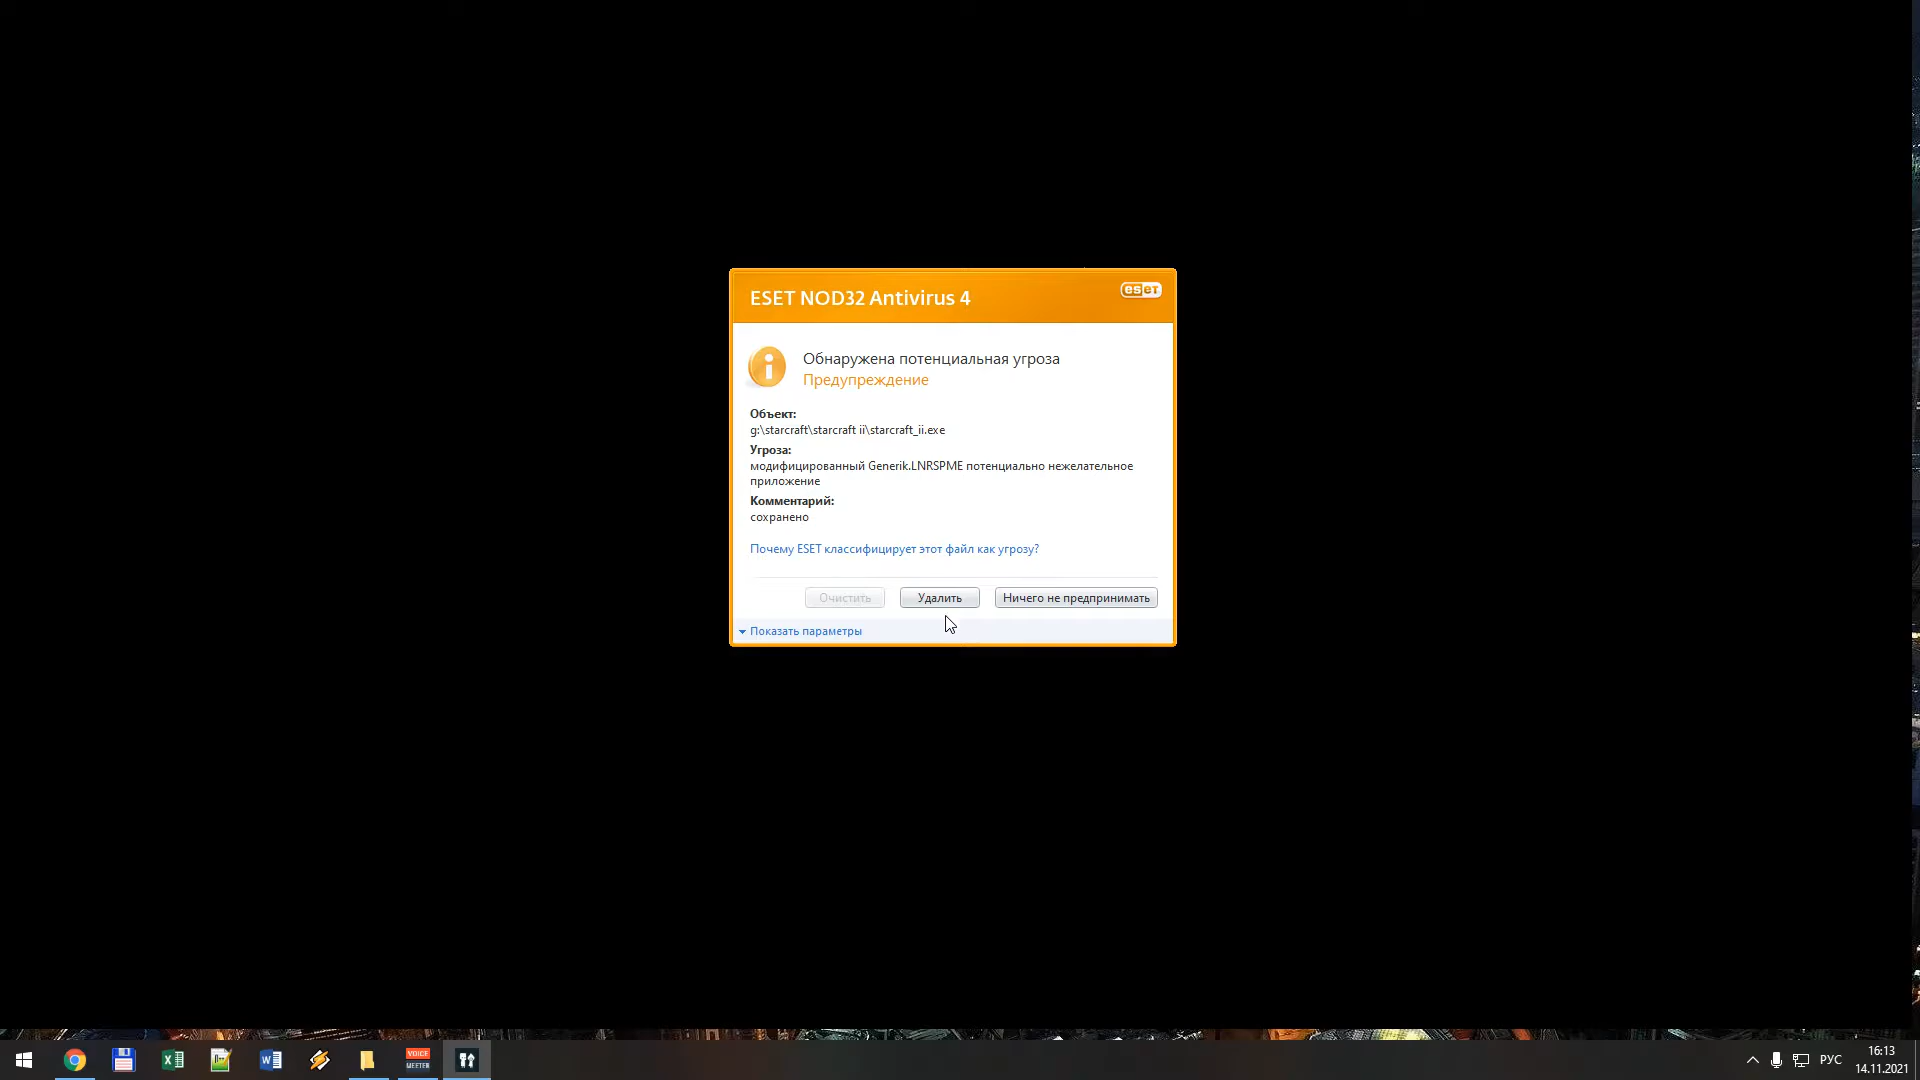 ESET NOD32 Antivirus 4
eseT
Обнаружена потенциальная угроза
Предупреждение
Объект:
g:\starcraft\starcraft ii\starcraft_ii.exe
Угроза:
модифицированный Generik.LNRSPME потенциально нежелательное
приложение
Комментарий:
сохранено
Почему ESET классифицирует этот файл как угрозу?
Очистить
Удалить
Ничего не предпринимать
Показать параметры
VOICE
MEETER
РУС
16:13
14.11.2021